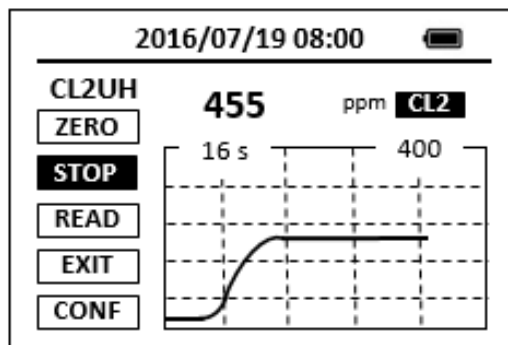 2016/07/19 08:00
CL2UH
455 ppm CL2
ZERO
16 s 400
STOP
READ
EXIT
CONF